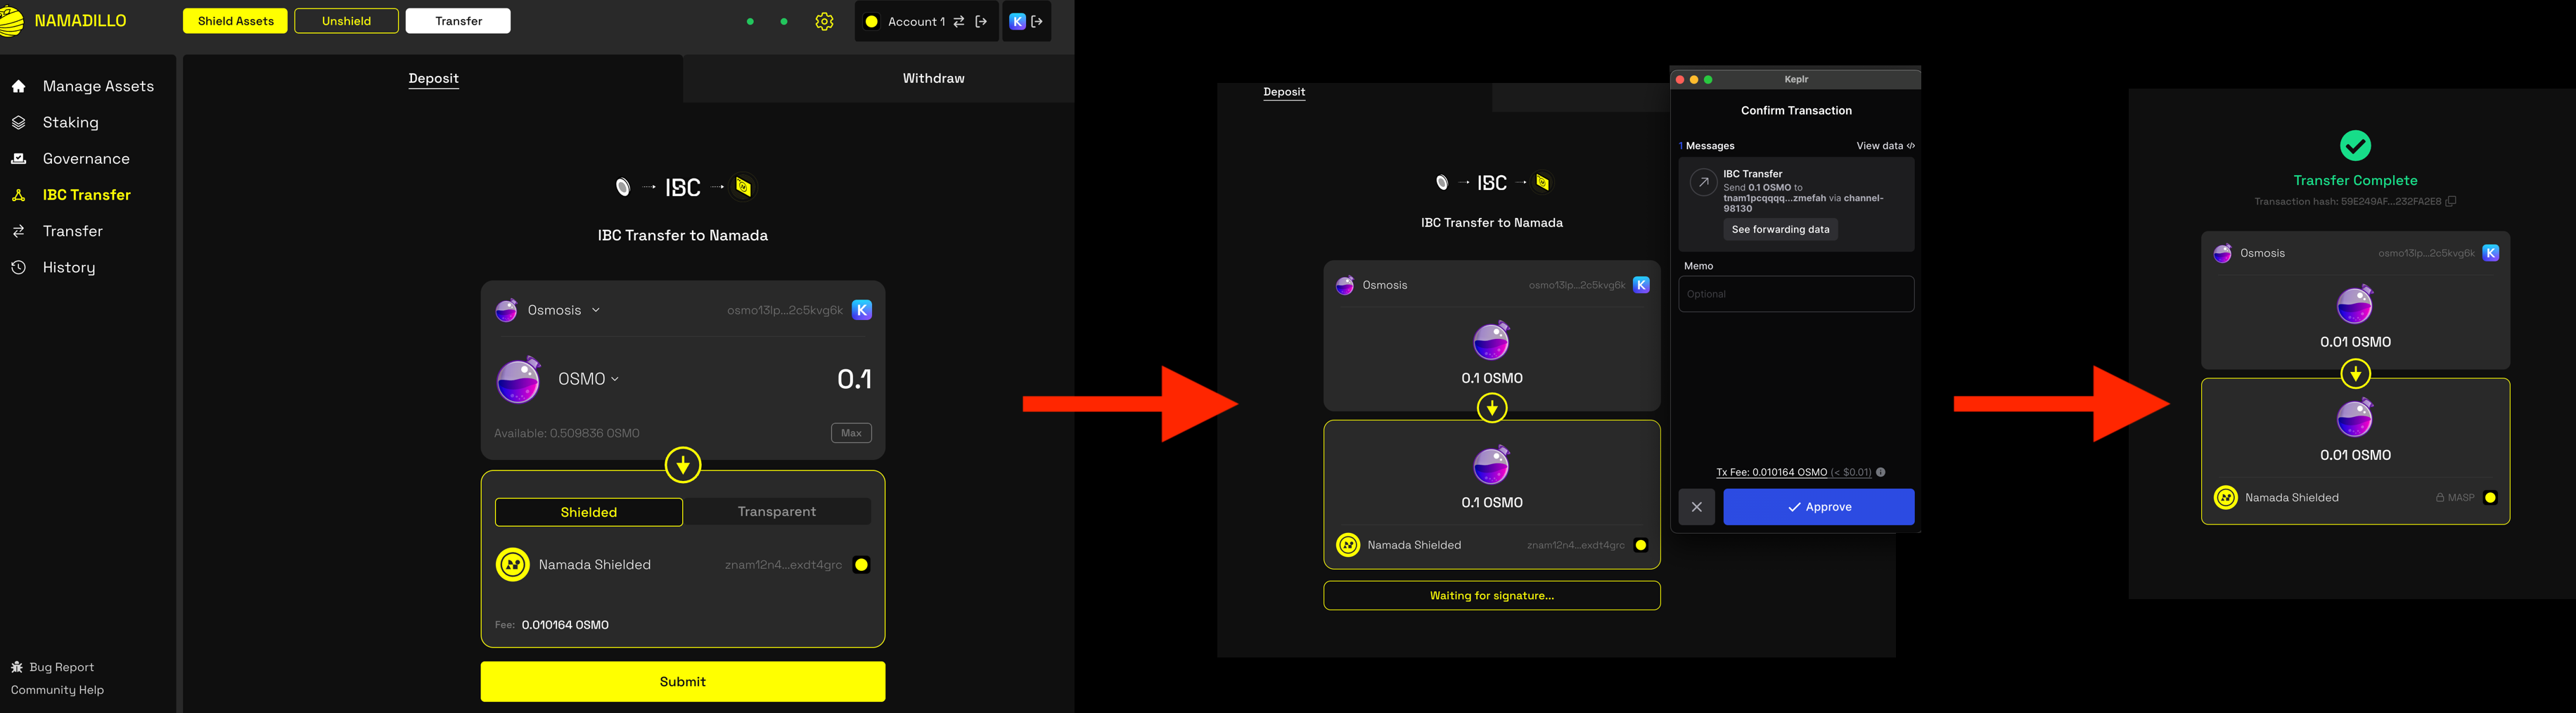 NAMADILLO
Shield Assets
Unshield
Transfer
Account 1
K
Manage Assets
Staking
Governance
IBC Transfer
Transfer
History
Bug Report
Community Help
Deposit
Withdraw
IBC
IBC Transfer to Namada
Osmosis
osmo13lp...2c5kvg6k
K
OSMO
0.1
Available: 0.509836 OSMO
Max
Shielded
Transparent
Namada Shielded
znam12n4...exdt4grc
Fee: 0.010164 OSMO
Submit
Deposit
IBC
IBC Transfer to Namada
Osmosis
osmo13lp...2c5kvg6k
K
0.1 OSMO
0.1 OSMO
Namada Shielded
znam12n4...exdt4grc
Waiting for signature...
Keplr
Confirm Transaction
1 Messages
View data </>
IBC Transfer
Send 0.1 OSMO to
tnam1pcqqqq...zmefah via channel-
98130
See forwarding data
Memo
Optional
Tx Fee: 0.010164 OSMO (< $0.01)
Approve
Transfer Complete
Transaction hash: 59E249AF...232FA2E8
Osmosis
osmo13lp...2c5kvg6k
K
0.01 OSMO
0.01 OSMO
Namada Shielded
MASP